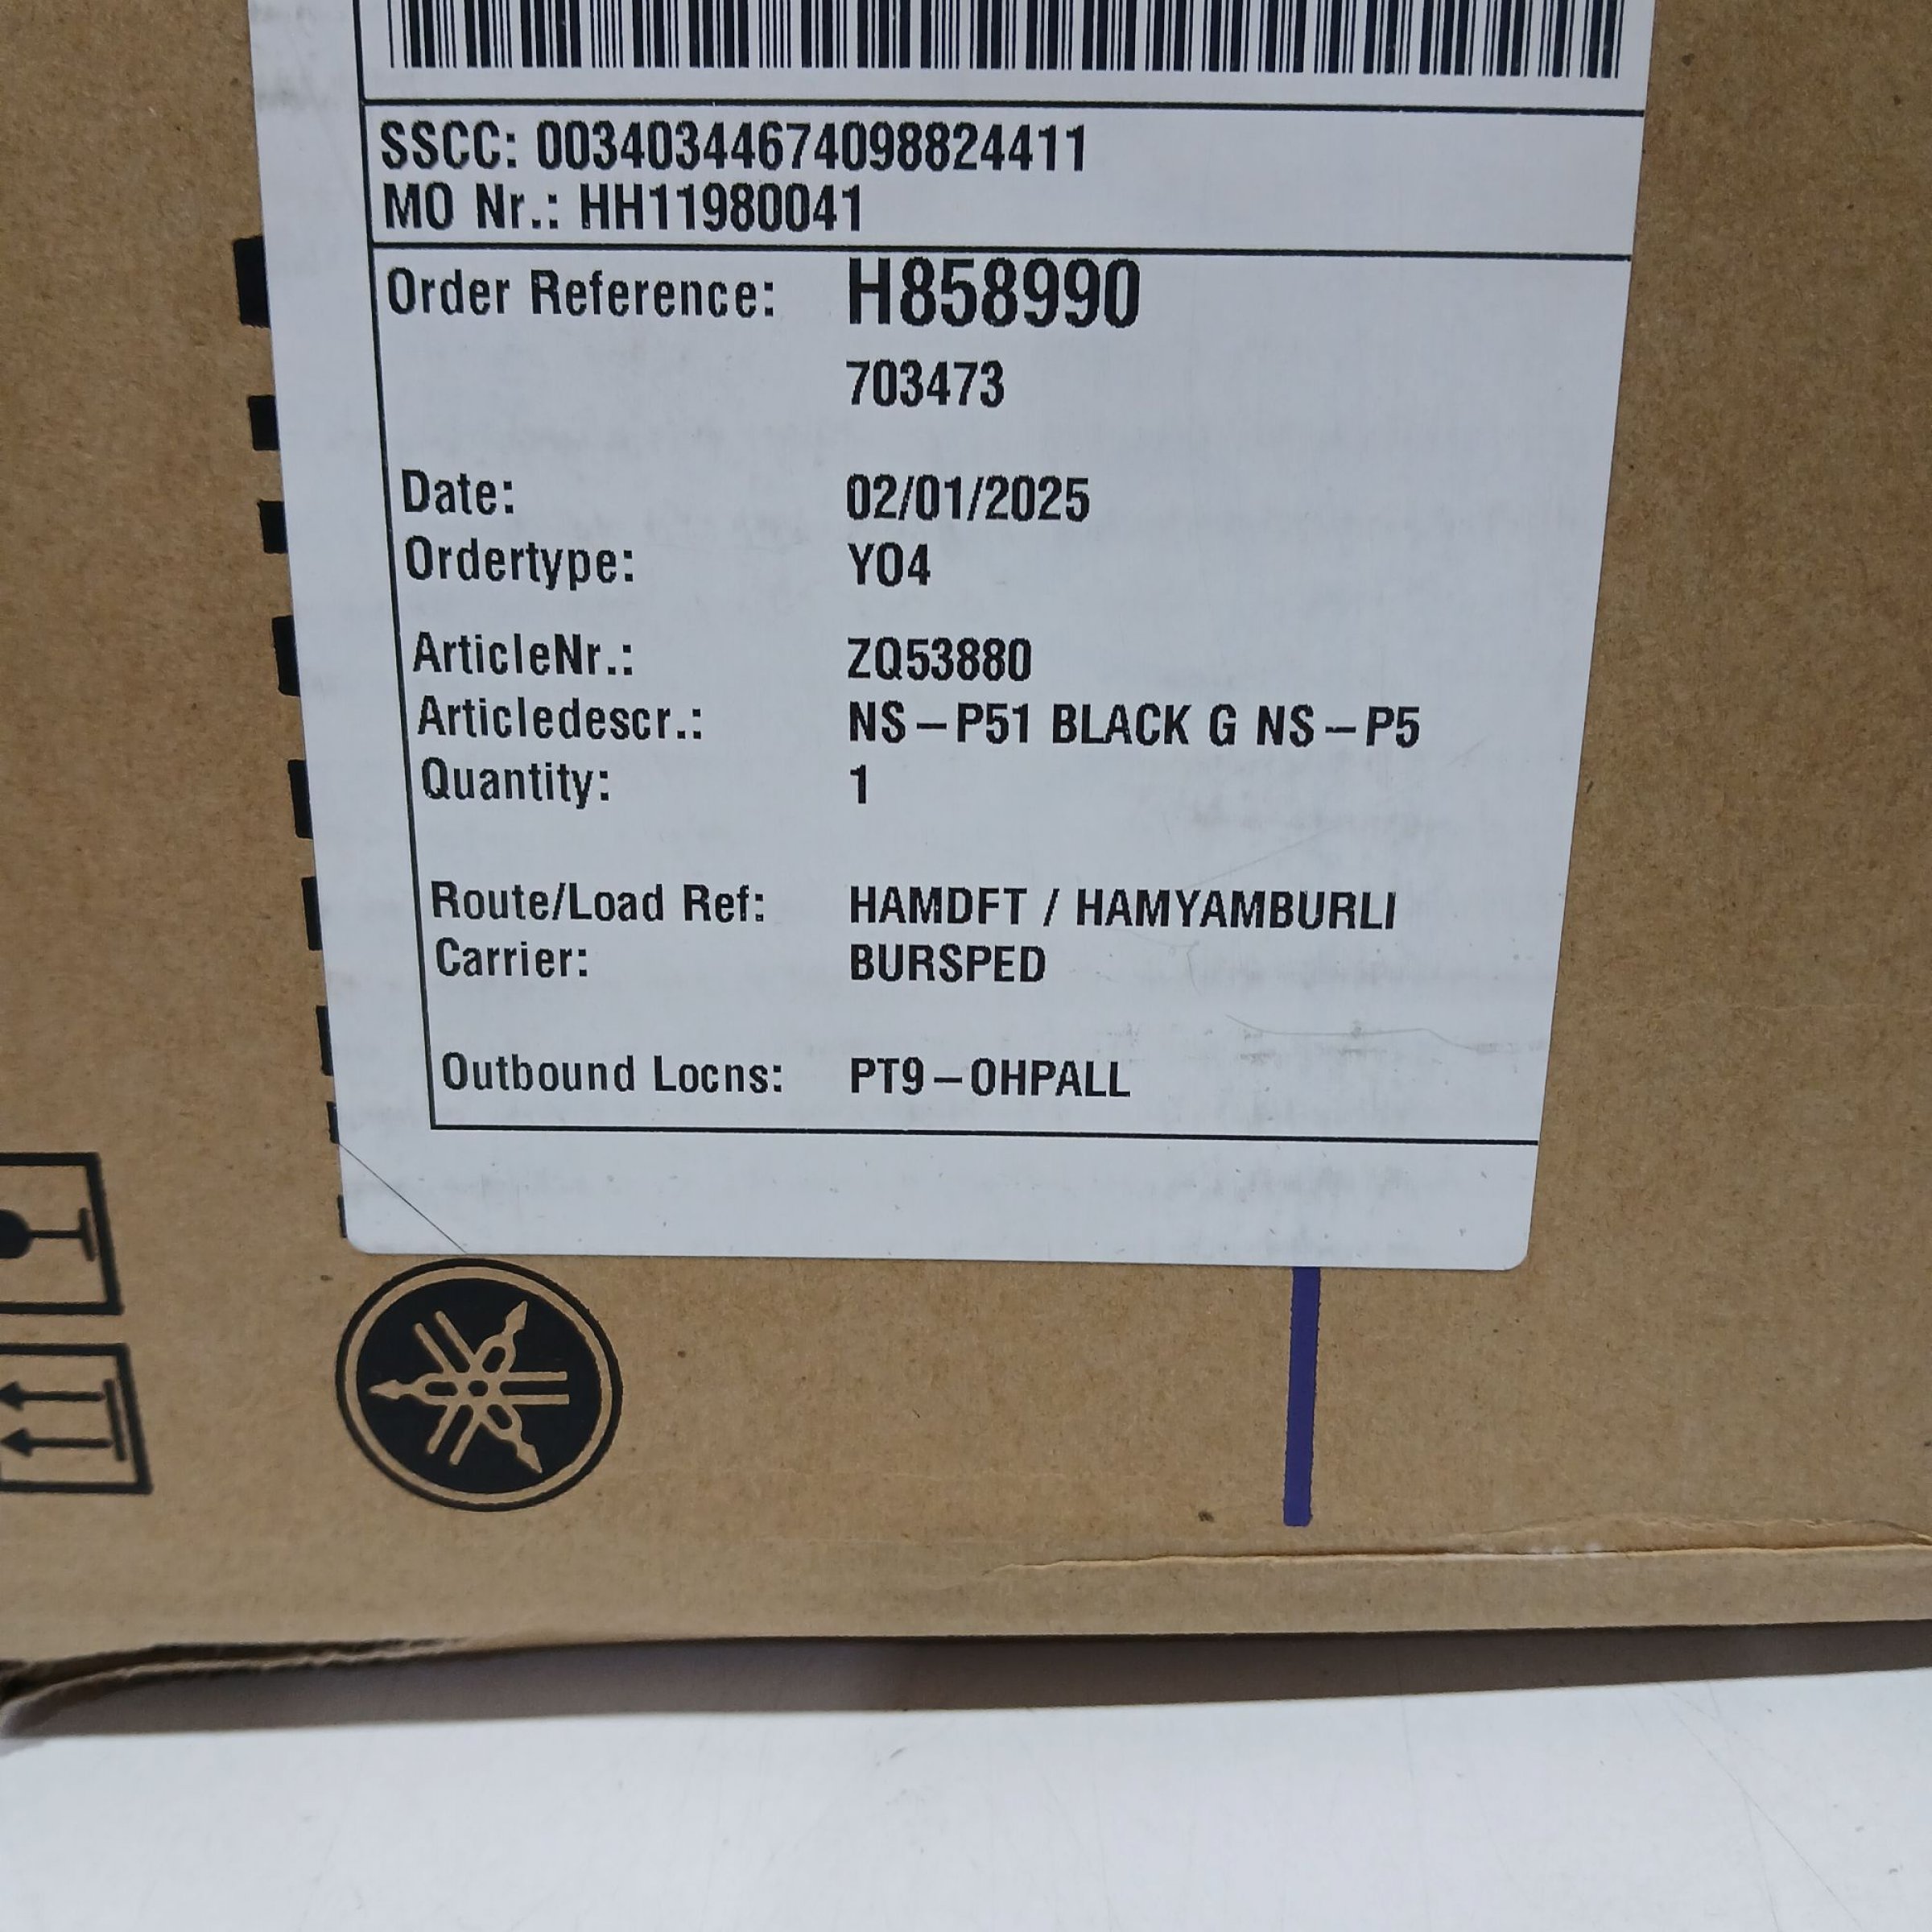 SSCC: 00340344674098824411
MO Nr.: HH11980041
Order Reference: H858990
703473
Date: 02/01/2025
Ordertype: YO4
ArticleNr.: ZQ53880
Articledescr.: NS-P51 BLACK G NS-P5
Quantity: 1
Route/Load Ref: HAMDFT / HAMYAMBURLI
Carrier: BURSPED
Outbound Locns: PT9-OHPALL